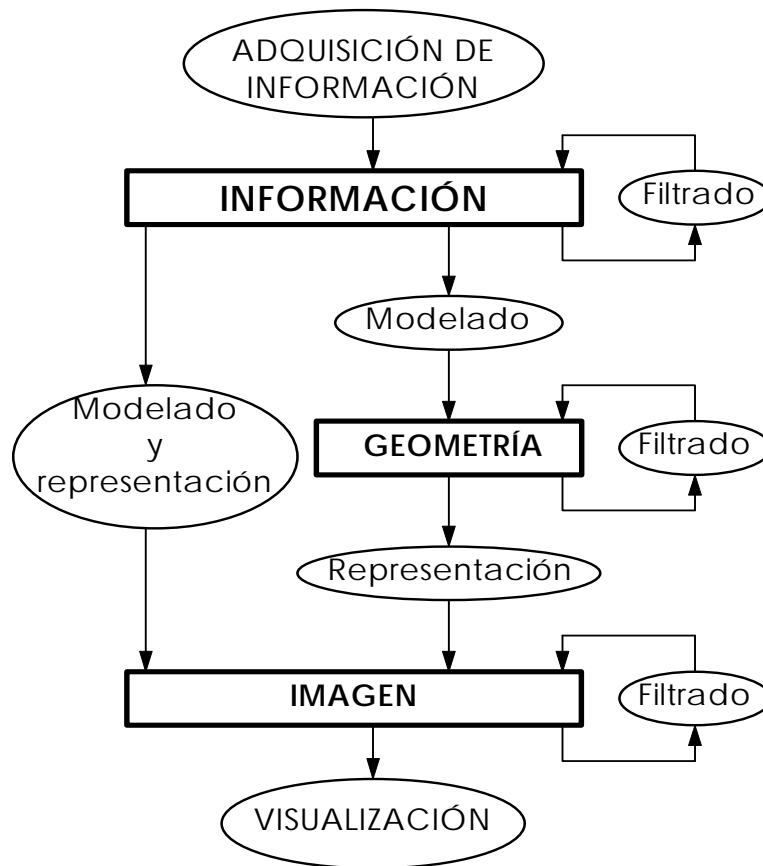 ADQUISICIÓN DE
INFORMACIÓN
INFORMACIÓN
Filtrado
Modelado
Modelado
y
representación
GEOMETRÍA
Filtrado
Representación
IMAGEN
Filtrado
VISUALIZACIÓN